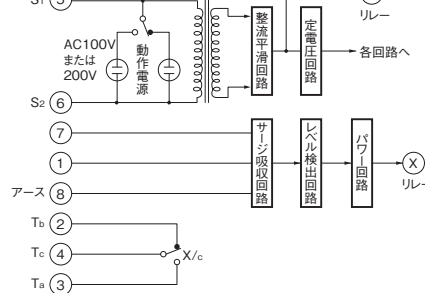 S1 5
リレー
AC100V
または
200V
動作電源
整流平滑回路
定電圧回路
各回路へ
S2 6
7
1
アース 8
サージ吸収回路
レベル検出回路
パワー回路
X
リレー
Tb 2
Tc 4
X/c
Ta 3